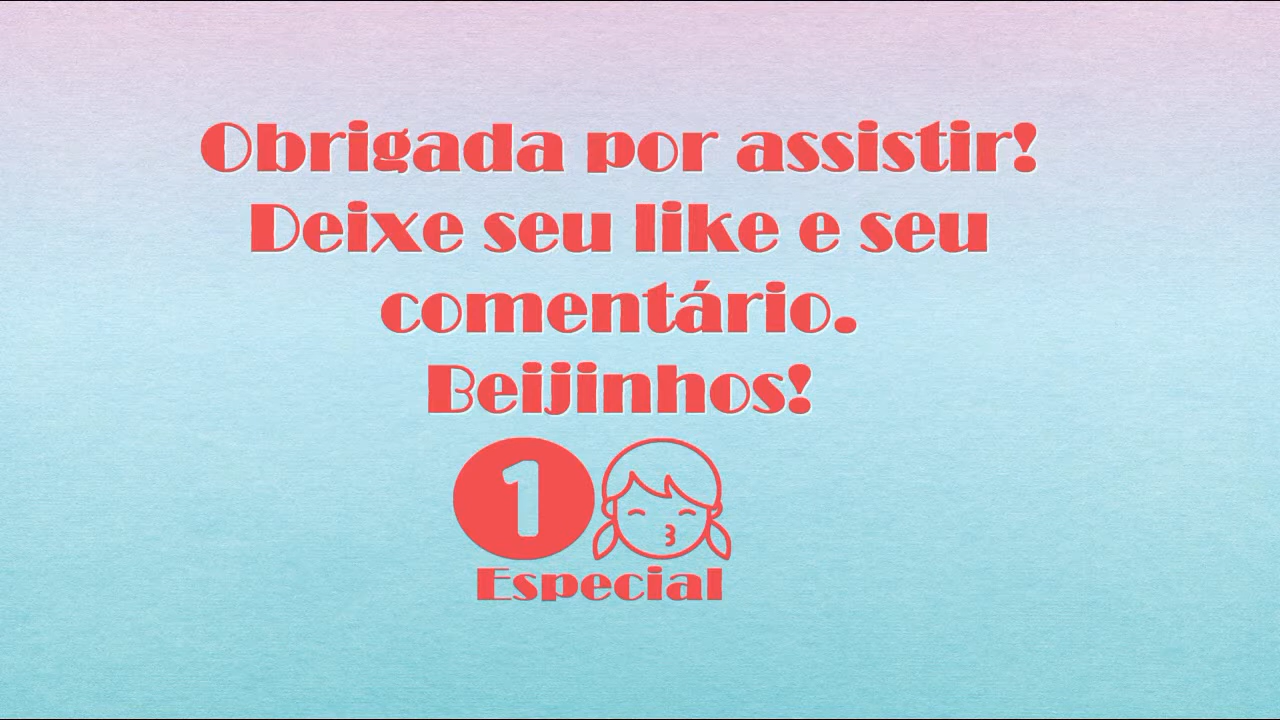 Obrigada por assistir!
Deixe seu like e seu
comentário.
Beijinhos!
1
Especial